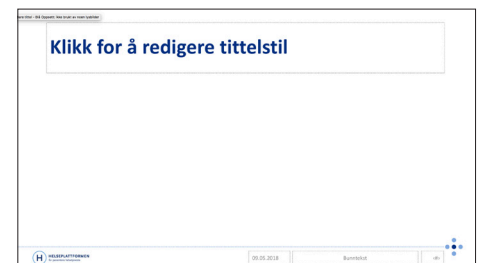 Klikk for å redigere tittelstil
H HELSEPLATTFORMEN
09.05.2018
Bunntekst
‹#›